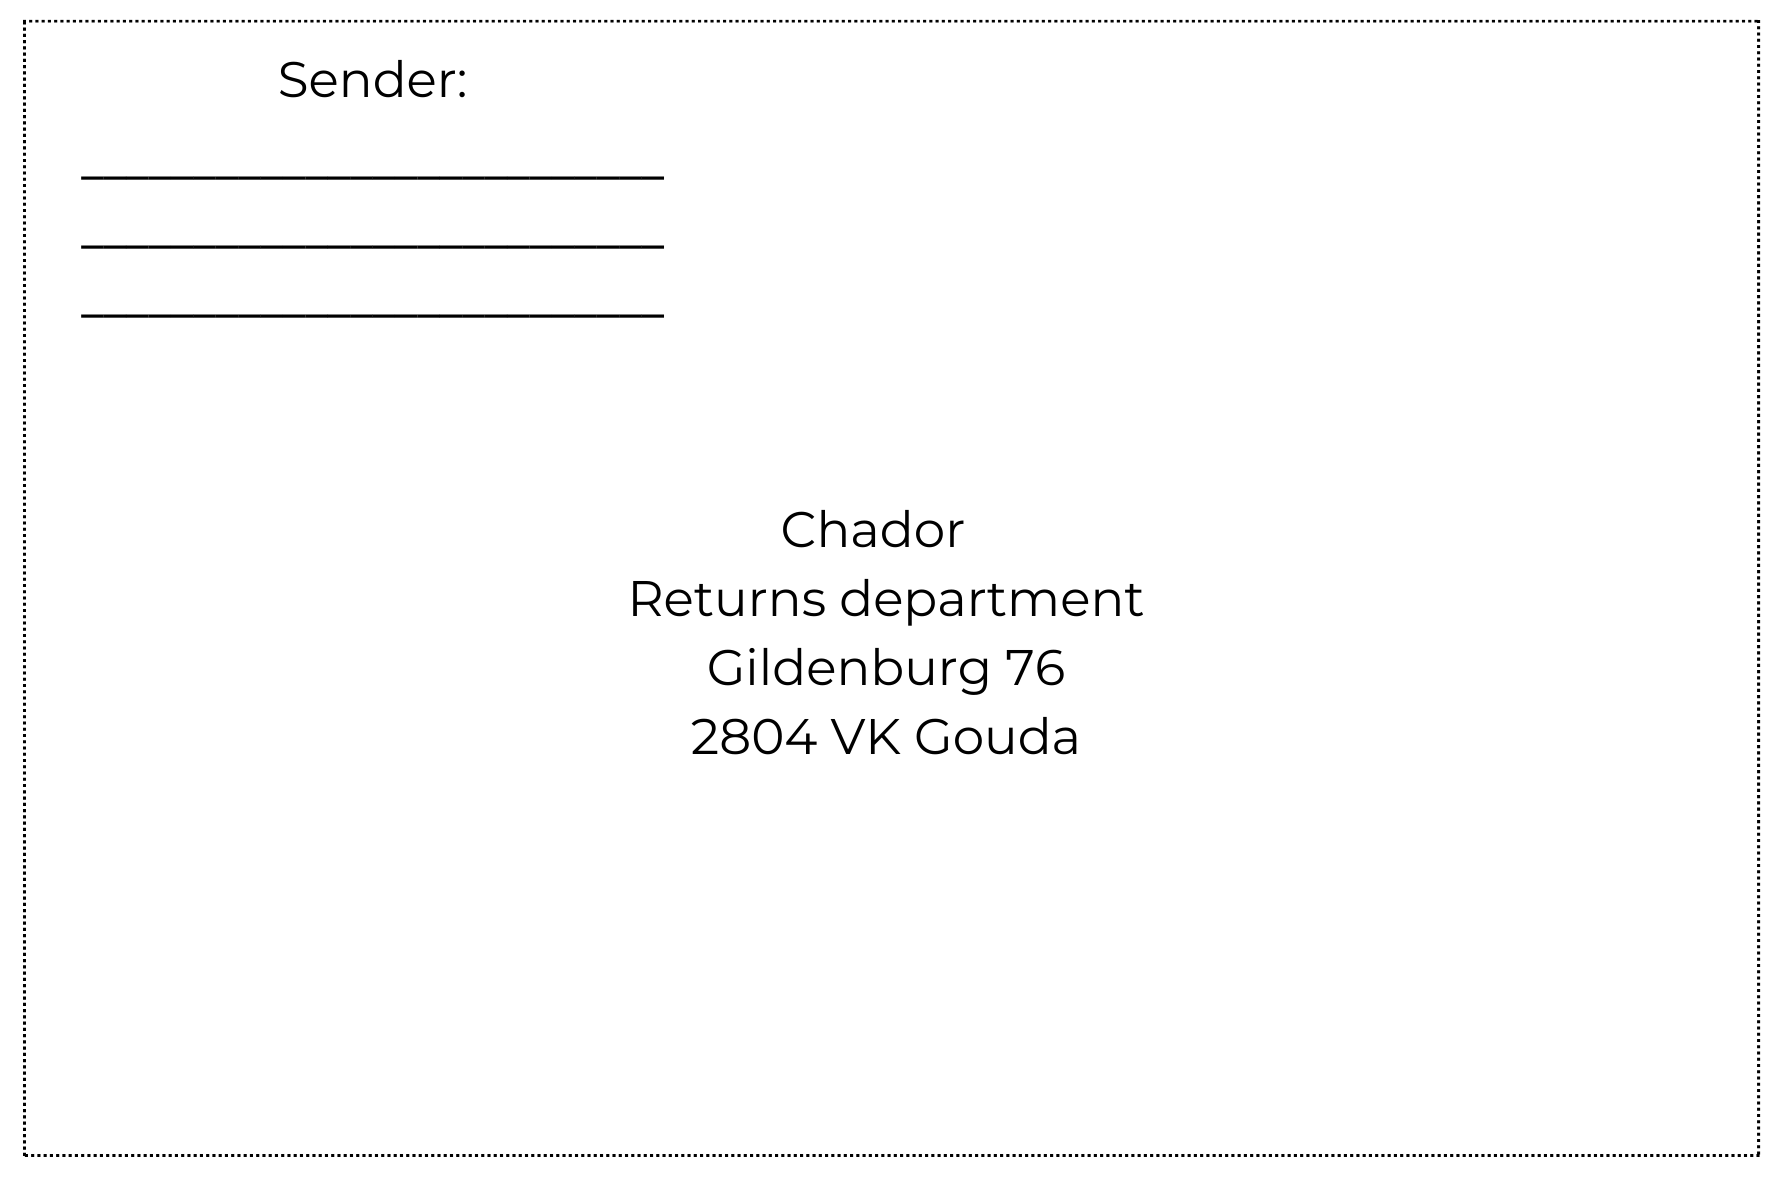 Sender:
Chador
Returns department
Gildenburg 76
2804 VK Gouda